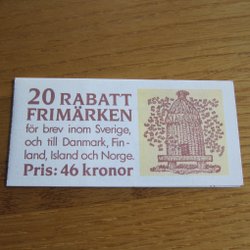 20 RABATT
FRIMÄRKEN
för brev inom Sverige,
och till Danmark, Fin-
land, Island och Norge.
Pris: 46 kronor